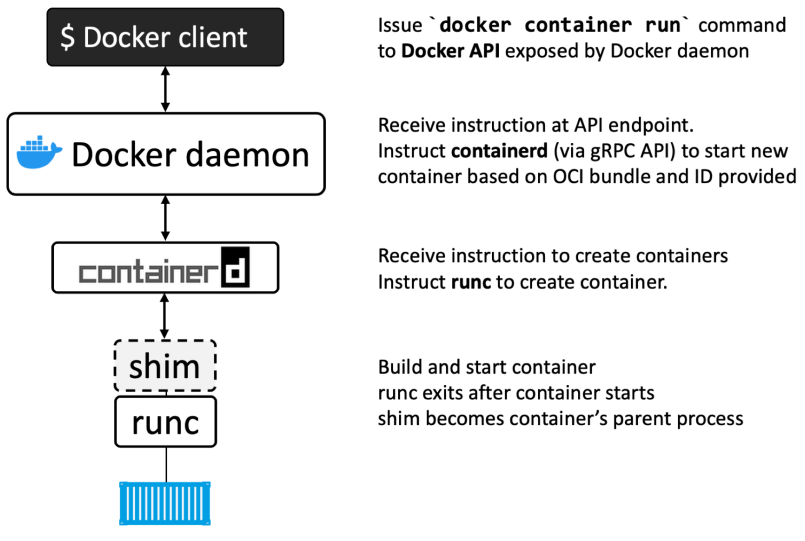 $ Docker client
Issue `docker container run` command
to Docker API exposed by Docker daemon
Docker daemon
Receive instruction at API endpoint.
Instruct containerd (via gRPC API) to start new
container based on OCI bundle and ID provided
containerd
Receive instruction to create containers
Instruct runc to create container.
shim
runc
Build and start container
runc exits after container starts
shim becomes container’s parent process